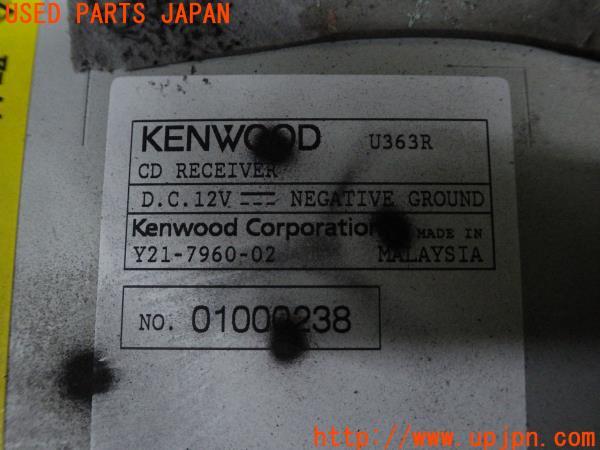 USED PARTS JAPAN
KENWOOD U363R
CD RECEIVER
D.C.12V NEGATIVE GROUND
Kenwood Corporation MADE IN
Y21-7960-02 MALAYSIA
NO. 01000238
http://www.upjpn.com